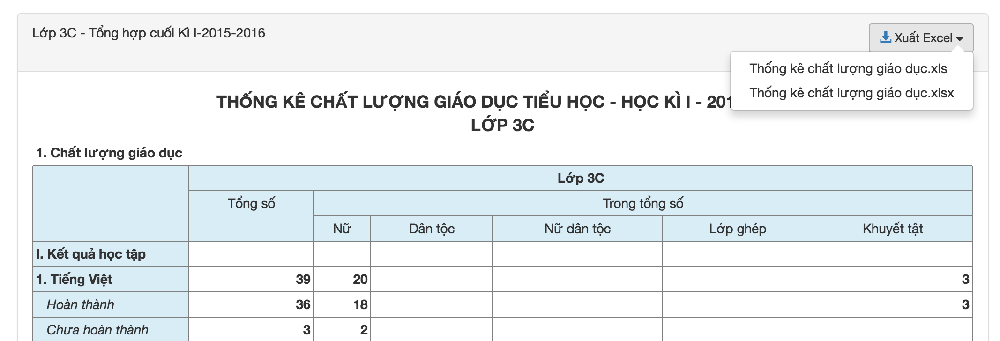 Lớp 3C - Tổng hợp cuối Kì I-2015-2016
Xuất Excel
Thống kê chất lượng giáo dục.xls
Thống kê chất lượng giáo dục.xlsx
THỐNG KÊ CHẤT LƯỢNG GIÁO DỤC TIỂU HỌC - HỌC KÌ I - 201
LỚP 3C
1. Chất lượng giáo dục
Lớp 3C
Tổng số Trong tổng số
Nữ Dân tộc Nữ dân tộc Lớp ghép Khuyết tật
I. Kết quả học tập
1. Tiếng Việt 39 20 3
Hoàn thành 36 18 3
Chưa hoàn thành 3 2